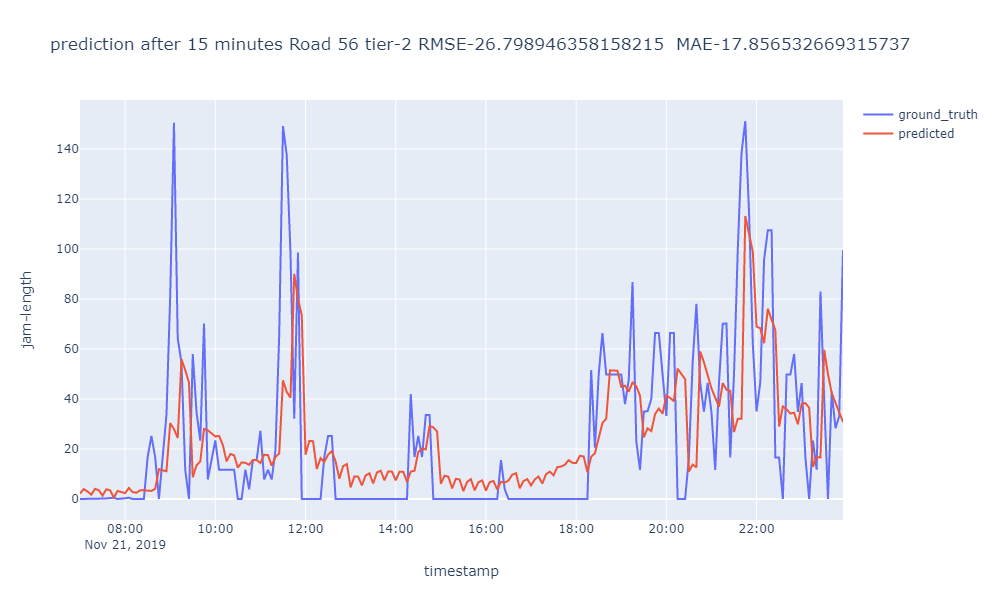 prediction after 15 minutes Road 56 tier-2 RMSE-26.798946358158215  MAE-17.856532669315737
ground_truth
predicted
140
120
100
80
60
40
20
0
jam-length
08:00 10:00 12:00 14:00 16:00 18:00 20:00 22:00
Nov 21, 2019
timestamp